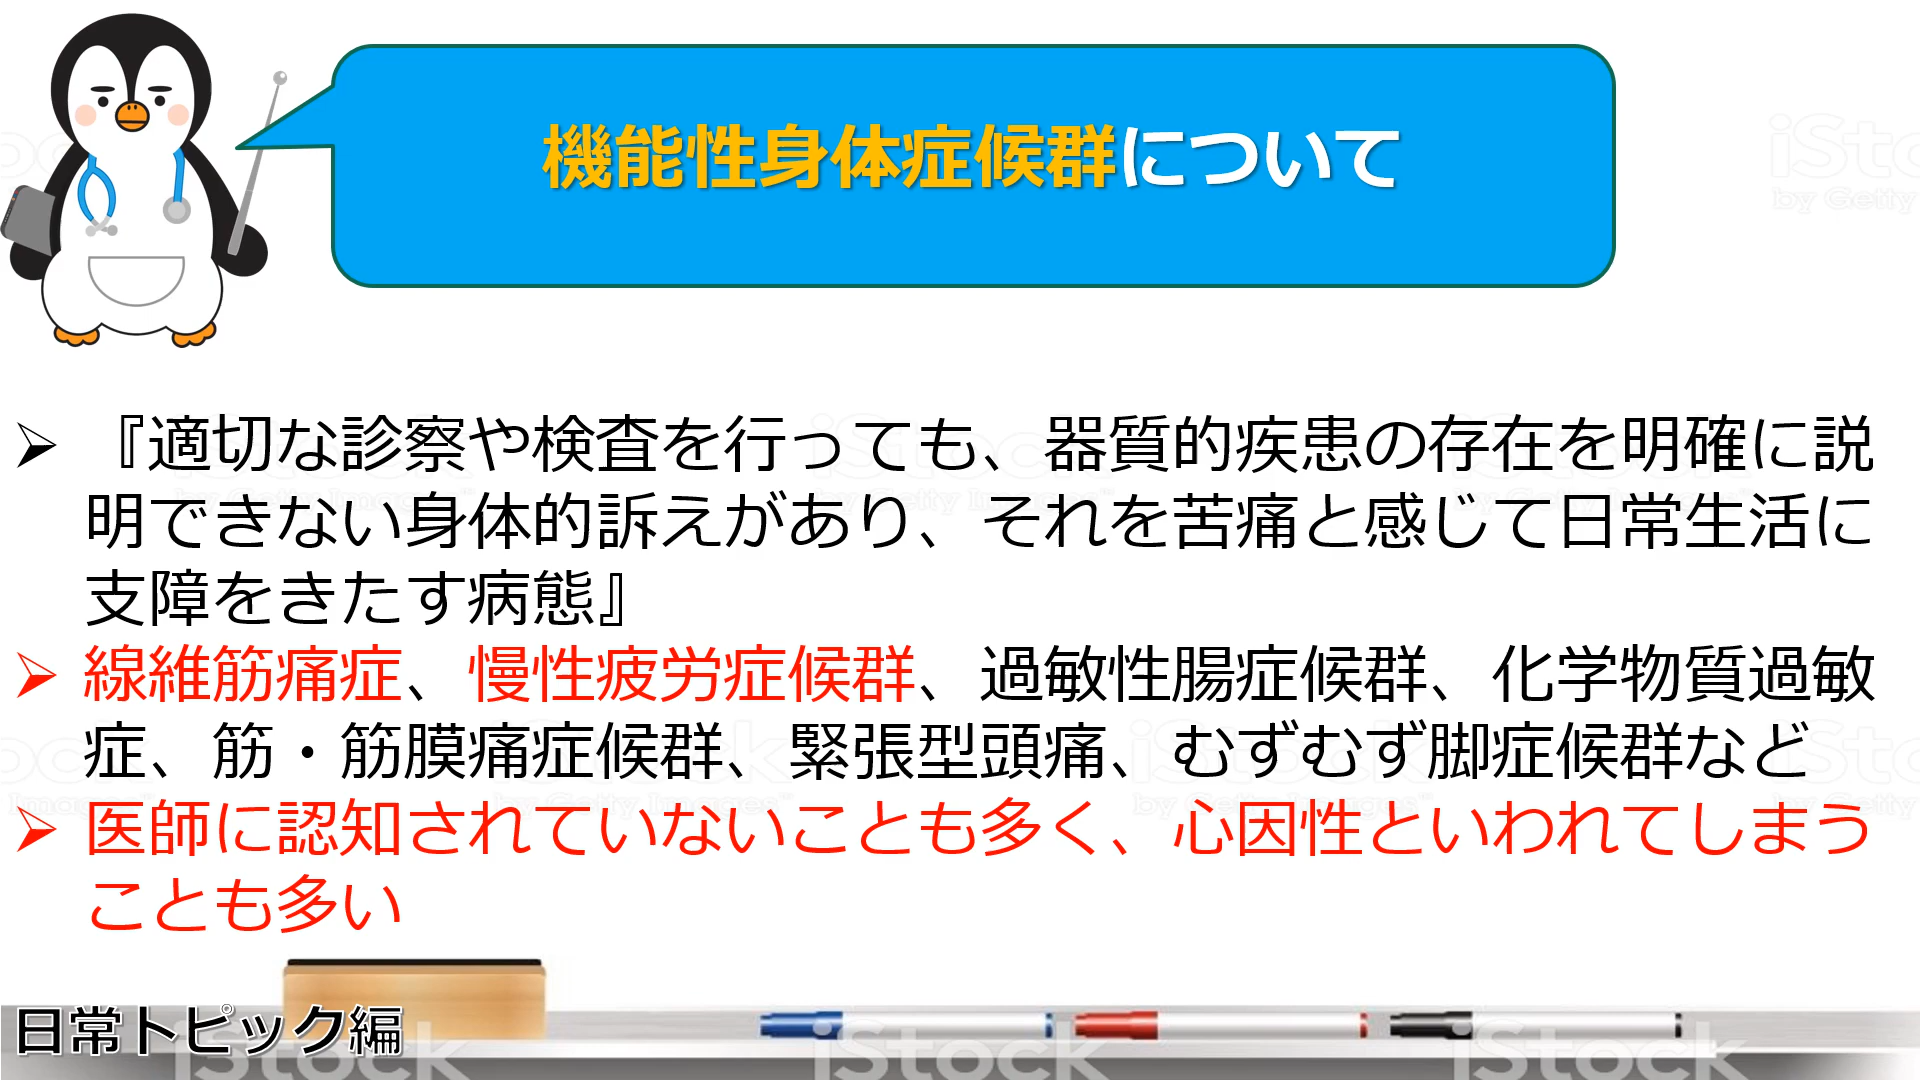 機能性身体症候群について
『適切な診察や検査を行っても、器質的疾患の存在を明確に説
明できない身体的訴えがあり、それを苦痛と感じて日常生活に
支障をきたす病態』
線維筋痛症、慢性疲労症候群、過敏性腸症候群、化学物質過敏
症、筋・筋膜痛症候群、緊張型頭痛、むずむず脚症候群など
医師に認知されていないことも多く、心因性といわれてしまう
ことも多い
日常トピック編
iStock
by Getty Images™